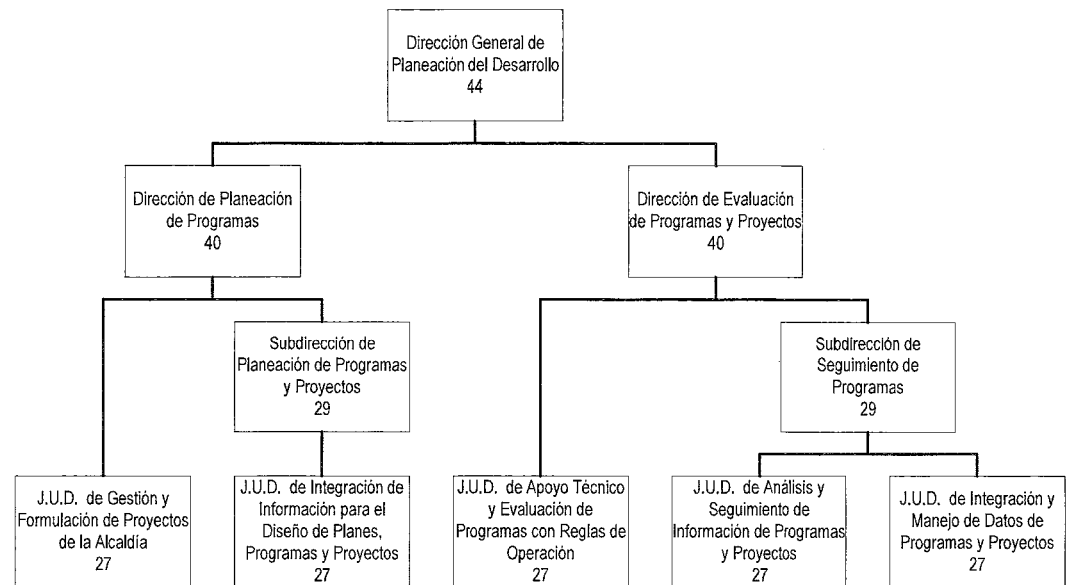 Dirección General de
Planeación del Desarrollo
44
Dirección de Planeación
de Programas
40
Dirección de Evaluación
de Programas y Proyectos
40
Subdirección de
Planeación de Programas
y Proyectos
29
Subdirección de
Seguimiento de
Programas
29
J.U.D. de Gestión y
Formulación de Proyectos
de la Alcaldía
27
J.U.D. de Integración de
Información para el
Diseño de Planes,
Programas y Proyectos
27
J.U.D. de Apoyo Técnico
y Evaluación de
Programas con Reglas de
Operación
27
J.U.D. de Análisis y
Seguimiento de
Información de Programas
y Proyectos
27
J.U.D. de Integración y
Manejo de Datos de
Programas y Proyectos
27